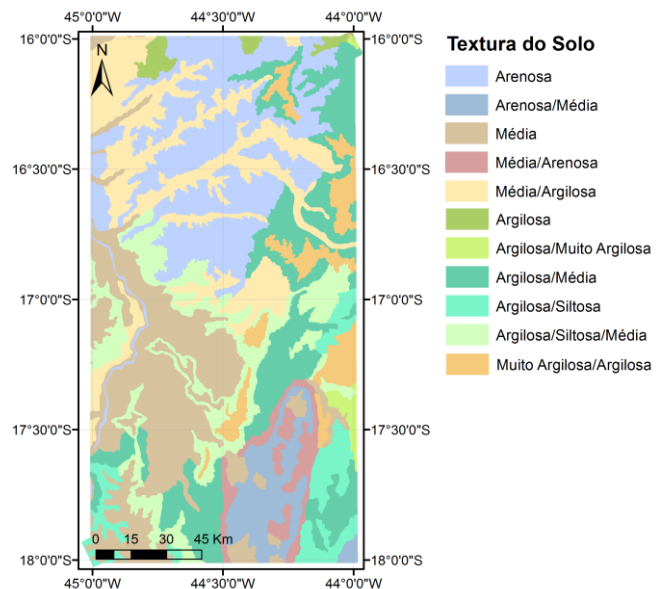 45°0'0"W 44°30'0"W 44°0'0"W
16°0'0"S 16°0'0"S
N
16°30'0"S 16°30'0"S
17°0'0"S 17°0'0"S
17°30'0"S 17°30'0"S
18°0'0"S 18°0'0"S
0 15 30 45 Km
45°0'0"W 44°30'0"W 44°0'0"W
Textura do Solo
Arenosa
Arenosa/Média
Média
Média/Arenosa
Média/Argilosa
Argilosa
Argilosa/Muito Argilosa
Argilosa/Média
Argilosa/Siltosa
Argilosa/Siltosa/Média
Muito Argilosa/Argilosa